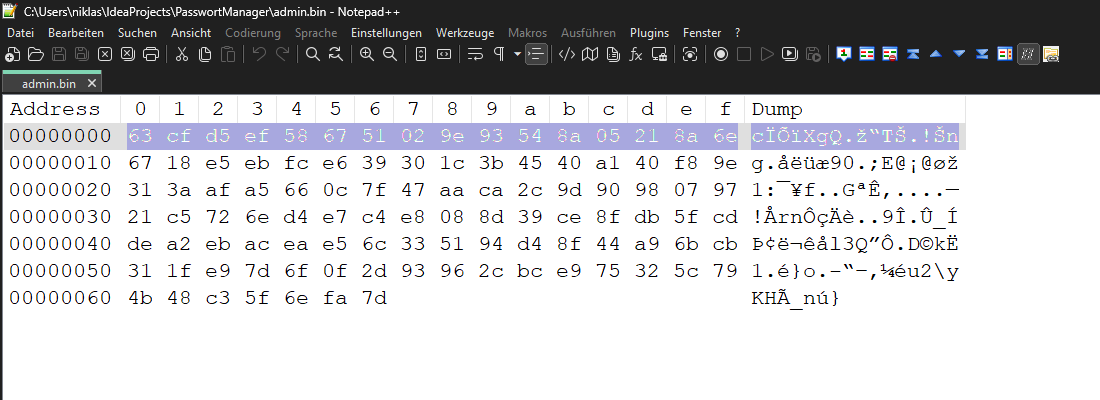 C:\Users\niklas\IdeaProjects\PasswortManager\admin.bin - Notepad++
Datei Bearbeiten Suchen Ansicht Codierung Sprache Einstellungen Werkzeuge Makros Ausführen Plugins Fenster ?
admin.bin
Address 0 1 2 3 4 5 6 7 8 9 a b c d e f Dump
00000000 63 cf d5 ef 58 67 51 02 9e 93 54 8a 05 21 8a 6e cÏÕïXgQ.ž“TŠ.!Šn
00000010 67 18 e5 eb fc e6 39 30 1c 3b 45 40 a1 40 f8 9e g.åëüæ90.;E@¡@øž
00000020 31 3a af a5 66 0c 7f 47 aa ca 2c 9d 90 98 07 97 1:¯¥f..GªÊ,....—
00000030 21 c5 72 6e d4 e7 c4 e8 08 8d 39 ce 8f db 5f cd !ÅrnÔçÄè..9Î.Û_Í
00000040 de a2 eb ac ea e5 6c 33 51 94 d4 8f 44 a9 6b cb Þ¢ë¬êål3Q”Ô.D©kË
00000050 31 1f e9 7d 6f 0f 2d 93 96 2c bc e9 75 32 5c 79 1.é}o.-“–,¼éu2\y
00000060 4b 48 c3 5f 6e fa 7d KHÃ_nú}